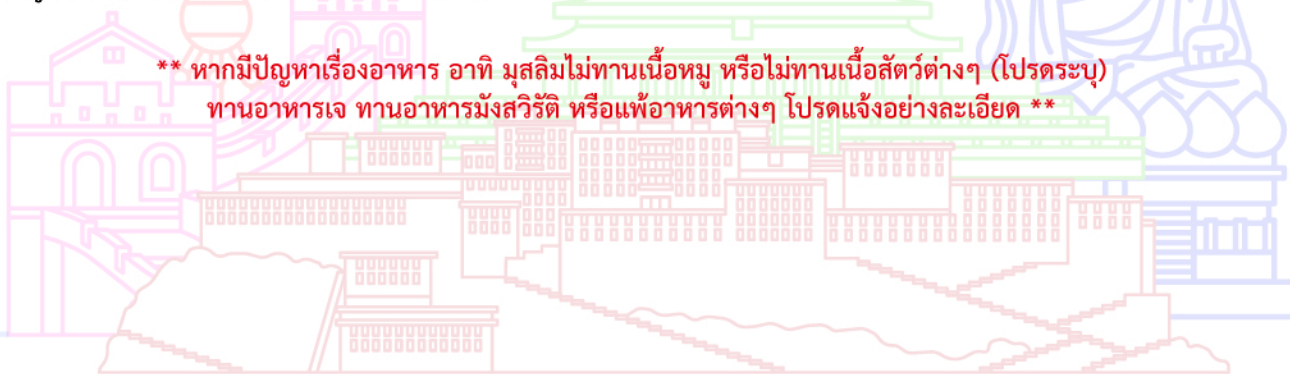 ** หากมีปัญหาเรื่องอาหาร อาทิ มุสลิมไม่ทานเนื้อหมู หรือไม่ทานเนื้อสัตว์ต่างๆ (โปรดระบุ)
ทานอาหารเจ ทานอาหารมังสวิรัติ หรือแพ้อาหารต่างๆ โปรดแจ้งอย่างละเอียด **